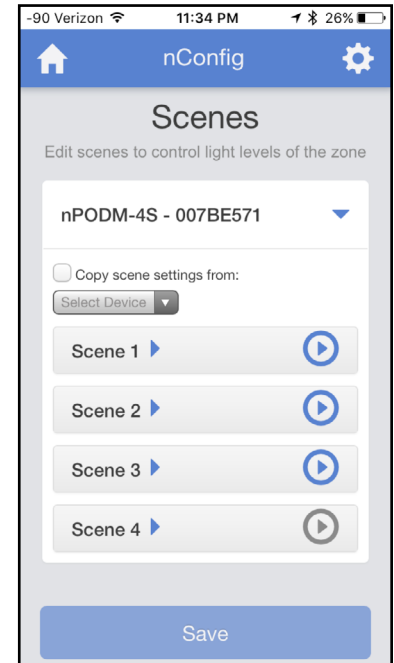 -90 Verizon 11:34 PM 26%
nConfig
Scenes
Edit scenes to control light levels of the zone
nPODM-4S - 007BE571
Copy scene settings from:
Select Device
Scene 1
Scene 2
Scene 3
Scene 4
Save